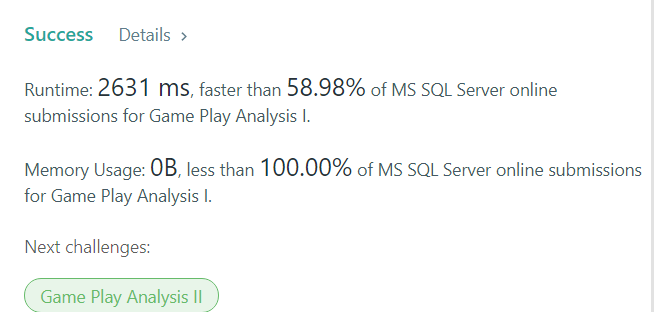 Success Details >
Runtime: 2631 ms, faster than 58.98% of MS SQL Server online
submissions for Game Play Analysis I.
Memory Usage: 0B, less than 100.00% of MS SQL Server online submissions
for Game Play Analysis I.
Next challenges:
Game Play Analysis II